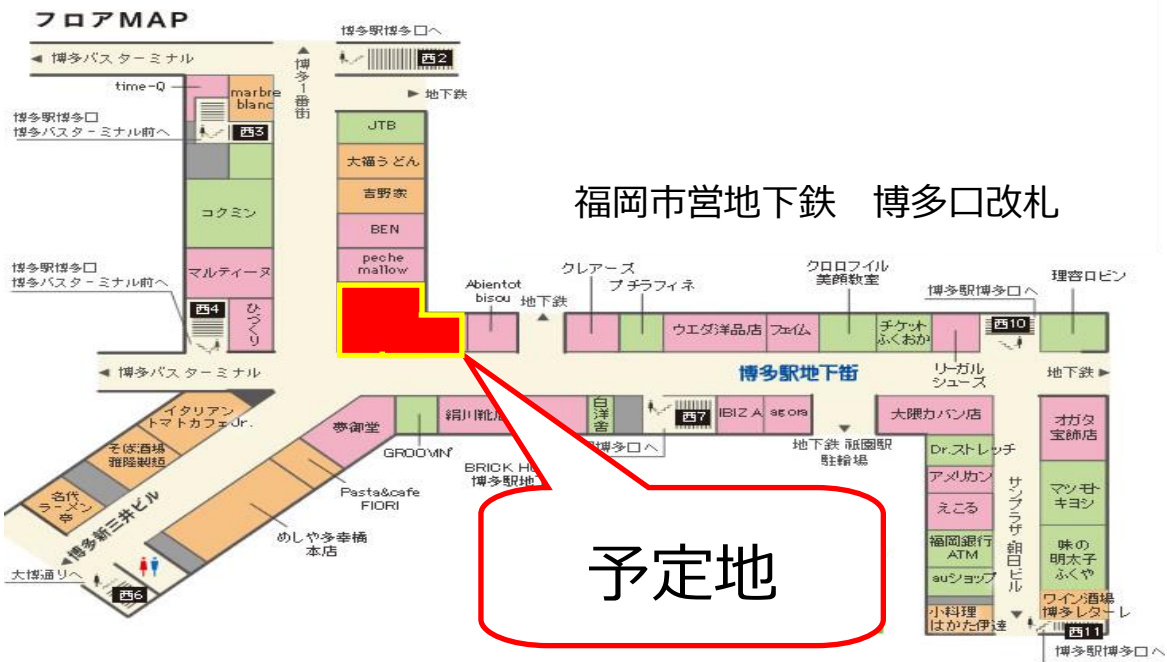 フロアMAP
博多駅博多口へ
◀ 博多バスターミナル
西2
▲博多1番街
▶ 地下鉄
time-Q
marbre
blanc
博多駅博多口
博多バスターミナル前へ
西3
JTB
大福うどん
吉野家
コクミン
BEN
福岡市営地下鉄 博多口改札
peche
mallow
マルティーヌ
博多駅博多口
博多バスターミナル前へ
西4
ひづくり
Abientot
bisou
地下鉄
▲
クレアーズ
プチラフィネ
クロロフィル
美顔教室
博多駅博多口へ
理容ロビン
ウエダ洋品店
フェイム
チケット
ふくおか
西10
リーガル
シューズ
◀ 博多バスターミナル
博多駅地下街
地下鉄 ▶
イタリアン
トマトカフェJr.
そば酒場
雅隆製麺
名代
ラーメン
亭
◀博多新三井ビル
大博通りへ
西6
夢御堂
GROOVIN'
絹川靴店
白洋舎
西7
博多口へ
IBIZA
agora
地下鉄 祇園駅
駐輪場
▼
BRICK HO
博多駅地
Pasta&cafe
FIORI
めしや多幸橋
本店
予定地
大隈カバン店
Dr.ストレッチ
アメリカン
えこる
福岡銀行
ATM
auショップ
小料理
はかた伊達
サンプラザ・朝日ビル
▼
オガタ
宝飾店
マツモト
キヨシ
味の
明太子
ふくや
ワイン酒場
博多レターレ
西11
博多駅博多口へ